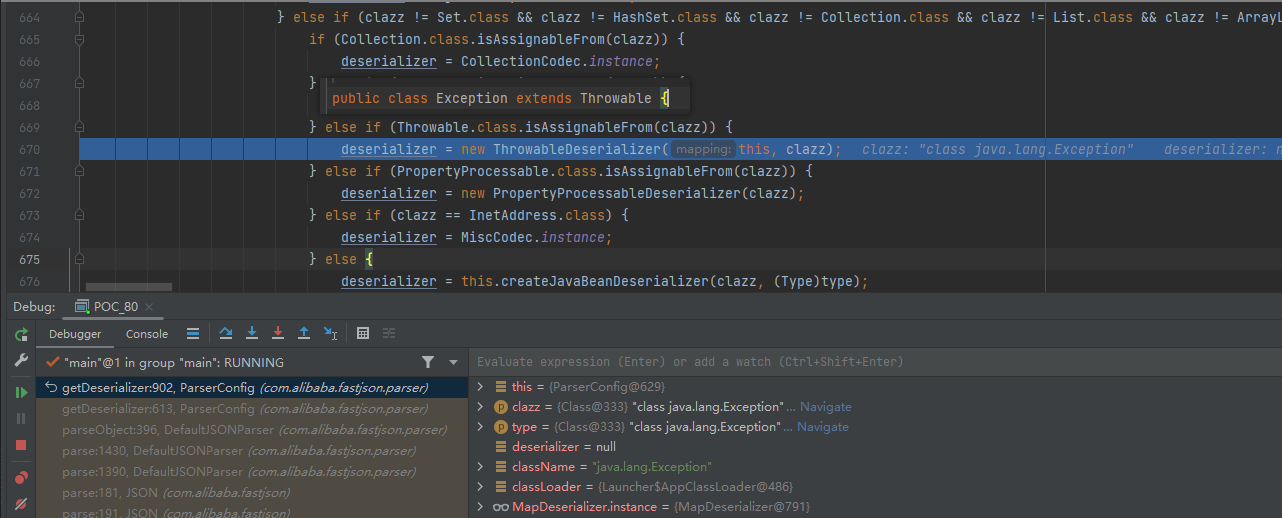 664 } else if (clazz != Set.class && clazz != HashSet.class && clazz != Collection.class && clazz != List.class && clazz != ArrayL
665 if (Collection.class.isAssignableFrom(clazz)) {
666 deserializer = CollectionCodec.instance;
667 }
public class Exception extends Throwable {
668
669 } else if (Throwable.class.isAssignableFrom(clazz)) {
670 deserializer = new ThrowableDeserializer( mapping: this, clazz); clazz: "class java.lang.Exception" deserializer: n
671 } else if (PropertyProcessable.class.isAssignableFrom(clazz)) {
672 deserializer = new PropertyProcessableDeserializer(clazz);
673 } else if (clazz == InetAddress.class) {
674 deserializer = MiscCodec.instance;
675 } else {
676 deserializer = this.createJavaBeanDeserializer(clazz, (Type)type);
Debug: POC_80
Debugger Console
"main"@1 in group "main": RUNNING
Evaluate expression (Enter) or add a watch (Ctrl+Shift+Enter)
getDeserializer:902, ParserConfig (com.alibaba.fastjson.parser)
getDeserializer:613, ParserConfig (com.alibaba.fastjson.parser)
parseObject:396, DefaultJSONParser (com.alibaba.fastjson.parser)
parse:1430, DefaultJSONParser (com.alibaba.fastjson.parser)
parse:1390, DefaultJSONParser (com.alibaba.fastjson.parser)
parse:181, JSON (com.alibaba.fastjson)
parse:191, JSON (com.alibaba.fastjson)
this = {ParserConfig@629}
clazz = {Class@333} "class java.lang.Exception"... Navigate
type = {Class@333} "class java.lang.Exception"... Navigate
deserializer = null
className = "java.lang.Exception"
classLoader = {Launcher$AppClassLoader@486}
MapDeserializer.instance = {MapDeserializer@791}